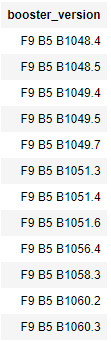 booster_version
F9 B5 B1048.4
F9 B5 B1048.5
F9 B5 B1049.4
F9 B5 B1049.5
F9 B5 B1049.7
F9 B5 B1051.3
F9 B5 B1051.4
F9 B5 B1051.6
F9 B5 B1056.4
F9 B5 B1058.3
F9 B5 B1060.2
F9 B5 B1060.3